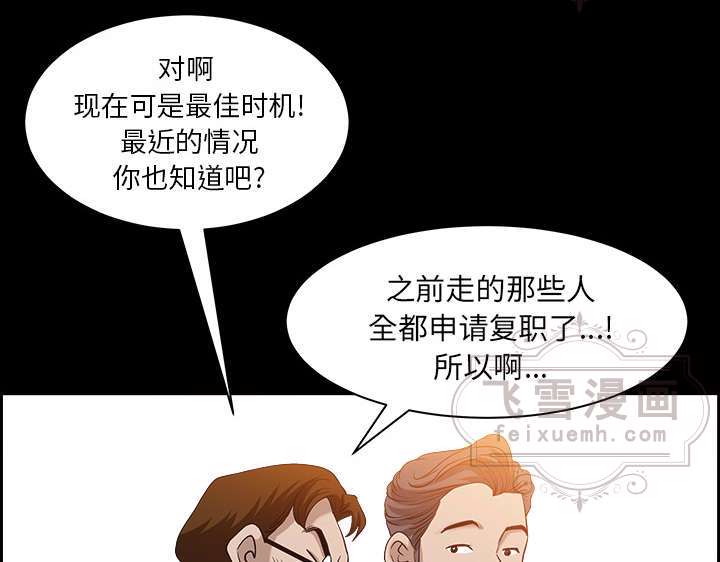 对啊
现在可是最佳时机!
最近的情况
你也知道吧?
之前走的那些人
全都申请复职了...!
所以啊...
飞雪漫画
feixuemh.com